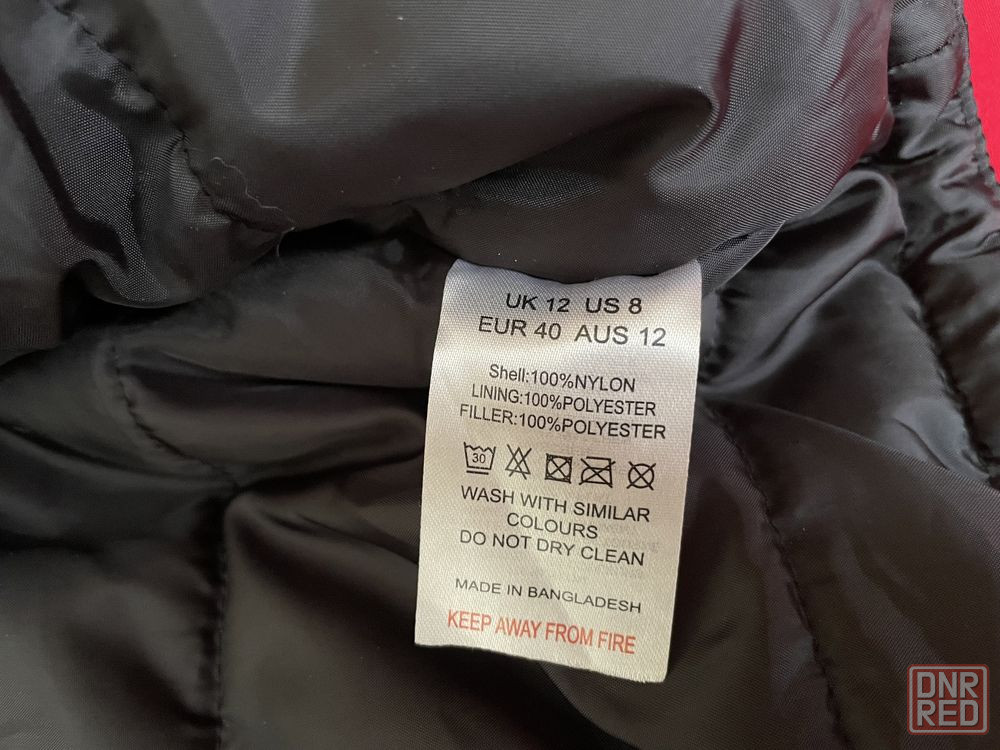 UK 12 US 8
EUR 40 AUS 12
Shell:100%NYLON
LINING:100%POLYESTER
FILLER:100%POLYESTER
30
WASH WITH SIMILAR
COLOURS
DO NOT DRY CLEAN
MADE IN BANGLADESH
KEEP AWAY FROM FIRE
DNR
RED